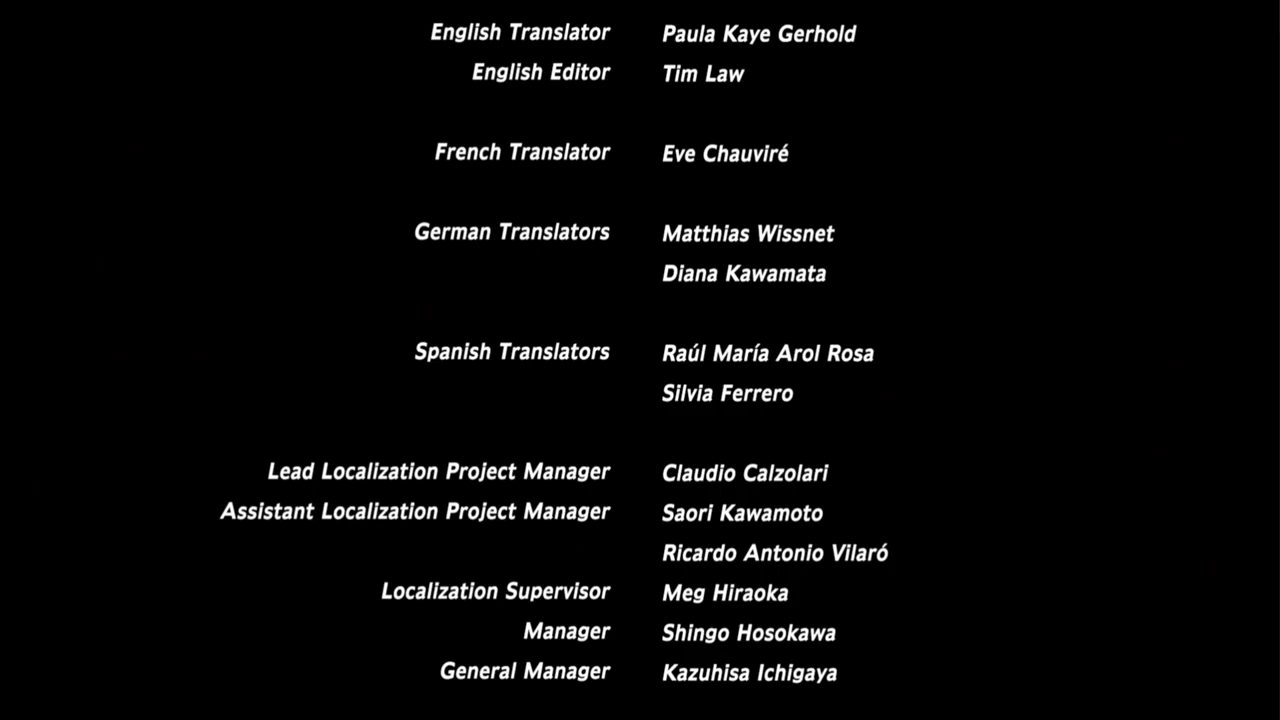 English Translator Paula Kaye Gerhold
English Editor Tim Law
French Translator Eve Chauviré
German Translators Matthias Wissnet
Diana Kawamata
Spanish Translators Raúl María Arol Rosa
Silvia Ferrero
Lead Localization Project Manager Claudio Calzolari
Assistant Localization Project Manager Saori Kawamoto
Ricardo Antonio Vilaró
Localization Supervisor Meg Hiraoka
Manager Shingo Hosokawa
General Manager Kazuhisa Ichigaya